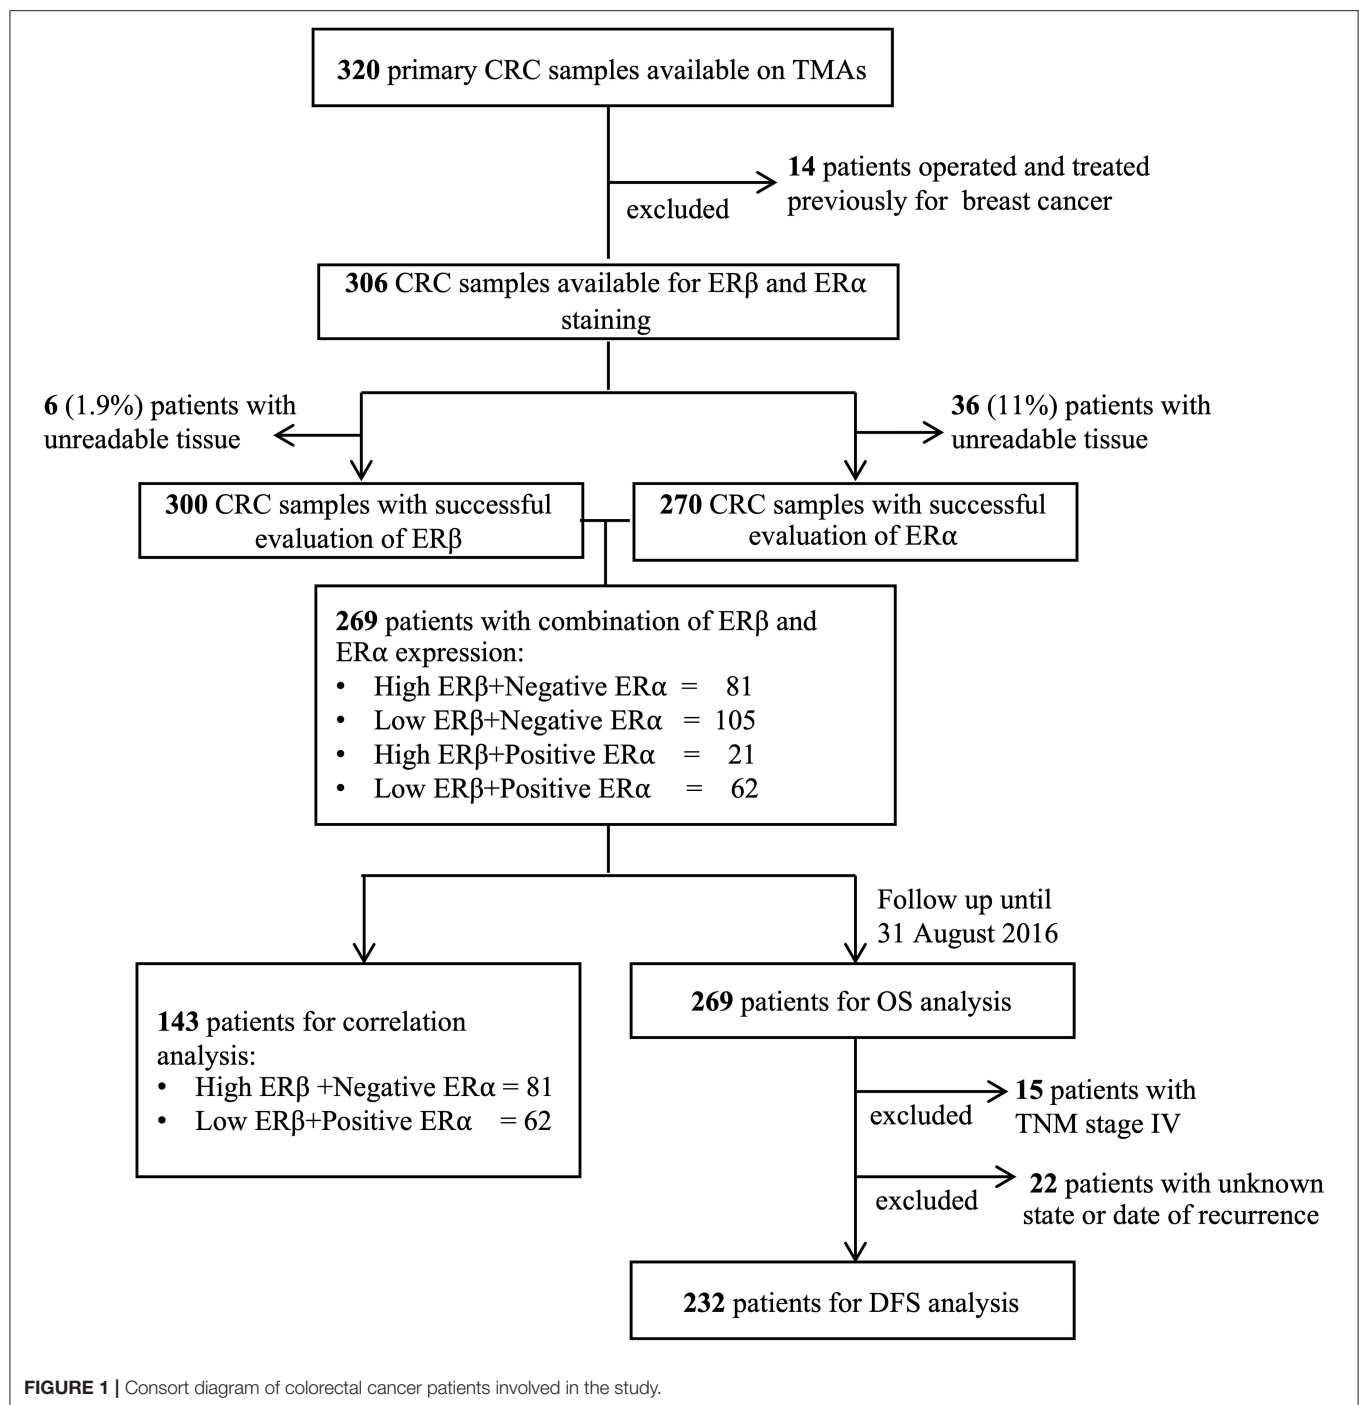 320 primary CRC samples available on TMAs
14 patients operated and treated
previously for breast cancer
excluded
306 CRC samples available for ERβ and ERα
staining
6 (1.9%) patients with
unreadable tissue
36 (11%) patients with
unreadable tissue
300 CRC samples with successful
evaluation of ERβ
270 CRC samples with successful
evaluation of ERα
269 patients with combination of ERβ and
ERα expression:
• High ERβ+Negative ERα = 81
• Low ERβ+Negative ERα = 105
• High ERβ+Positive ERα = 21
• Low ERβ+Positive ERα = 62
Follow up until
31 August 2016
143 patients for correlation
analysis:
• High ERβ +Negative ERα = 81
• Low ERβ+Positive ERα = 62
269 patients for OS analysis
15 patients with
TNM stage IV
excluded
22 patients with unknown
state or date of recurrence
excluded
232 patients for DFS analysis
FIGURE 1 | Consort diagram of colorectal cancer patients involved in the study.